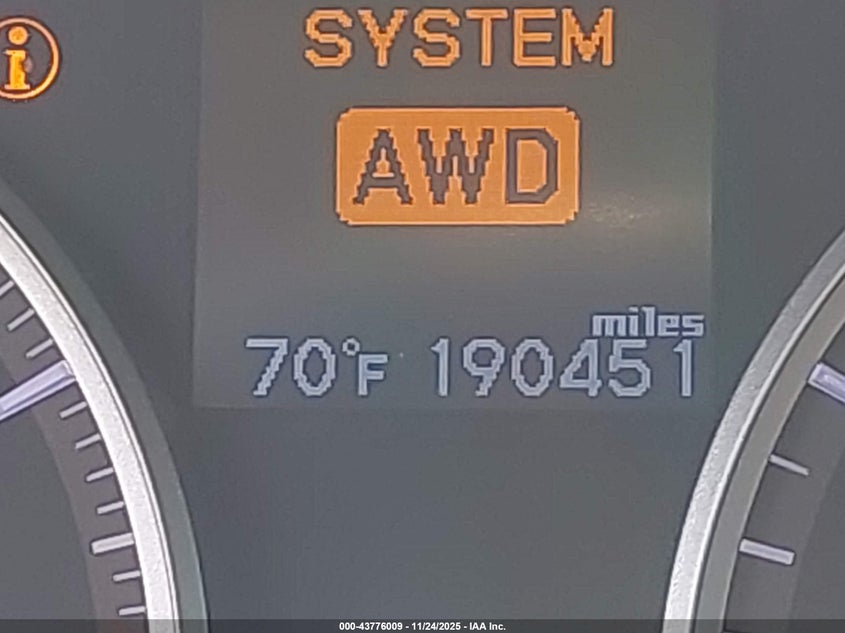 SYSTEM
AWD
miles
70°F 190451
000-43776009 - 11/24/2025 - IAA Inc.